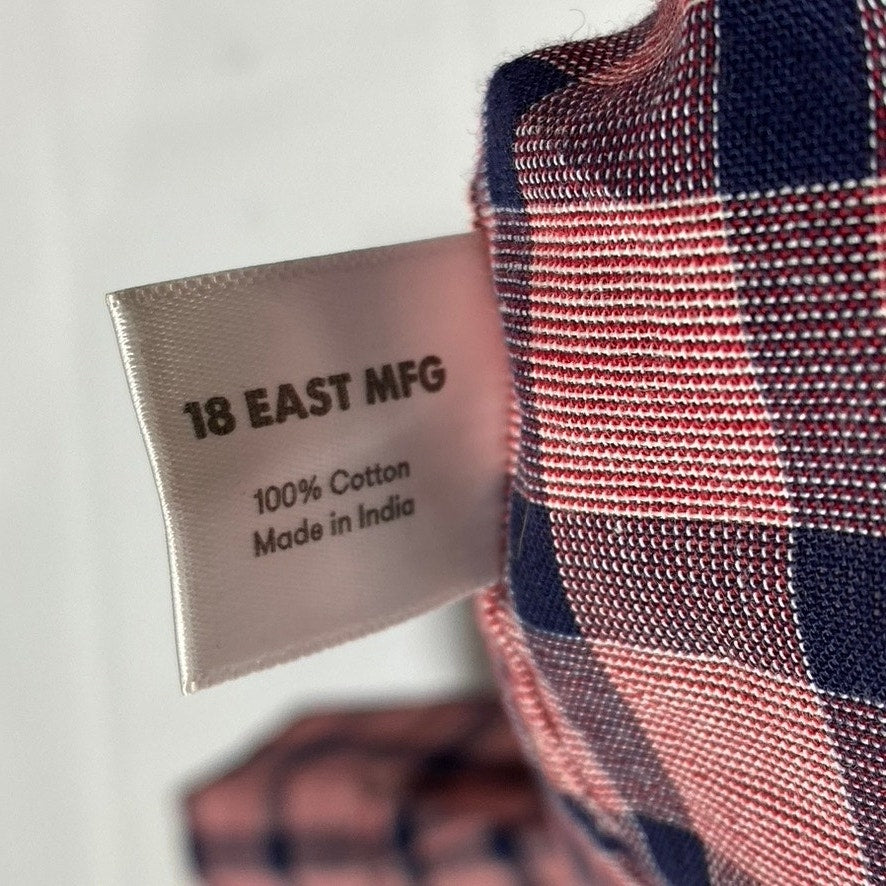 18 EAST MFG
100% Cotton
Made in India